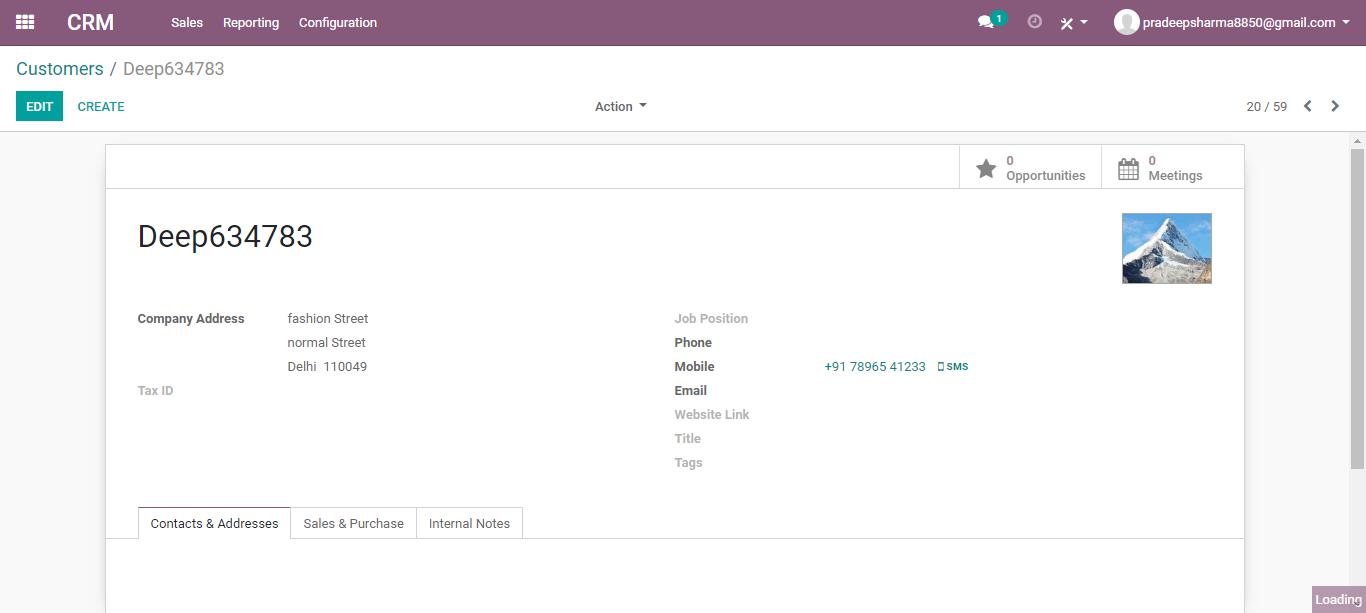 CRM Sales Reporting Configuration 1 pradeepsharma8850@gmail.com
Customers / Deep634783
EDIT CREATE Action 20 / 59
0 Opportunities
0 Meetings
Deep634783
Company Address fashion Street
normal Street
Delhi 110049
Tax ID
Job Position
Phone
Mobile +91 78965 41233 SMS
Email
Website Link
Title
Tags
Contacts & Addresses Sales & Purchase Internal Notes
Loading